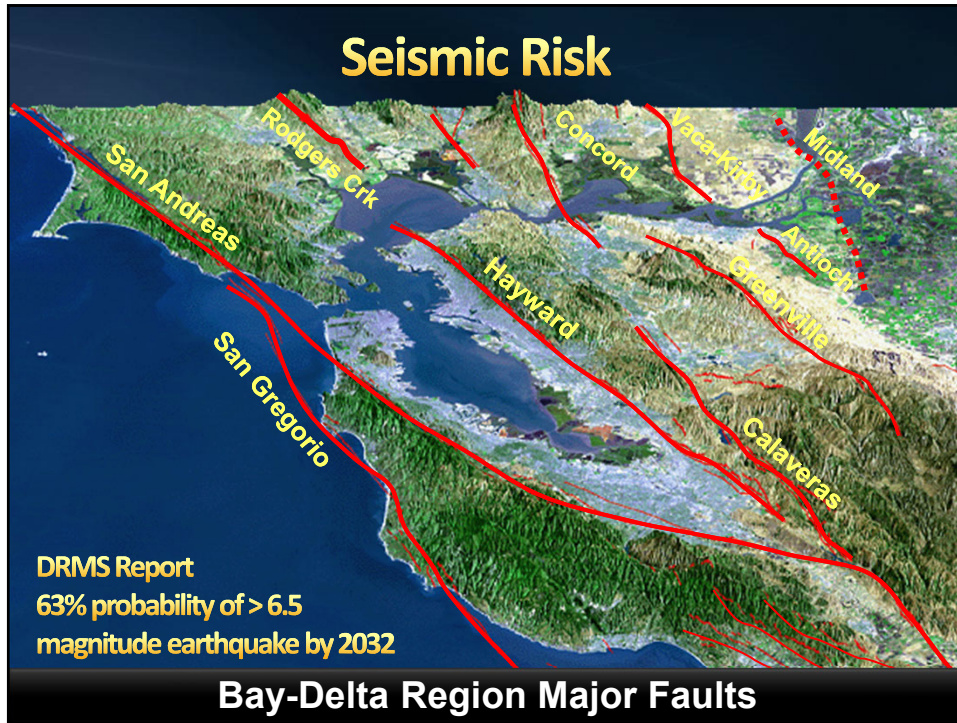 Seismic Risk
San Andreas
Rodgers Crk
Concord
Vaca-Kirby
Midland
Antioch
Greenville
Hayward
San Gregorio
Calaveras
DRMS Report
63% probability of > 6.5
magnitude earthquake by 2032
Bay-Delta Region Major Faults